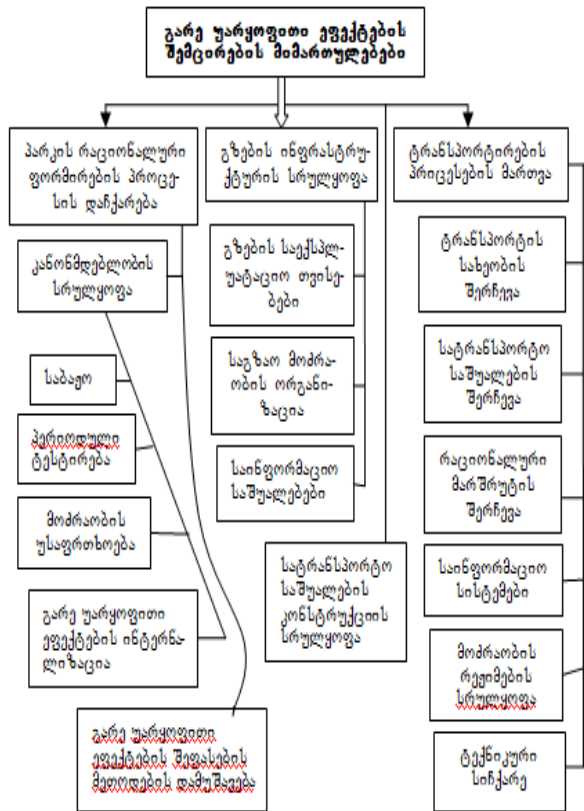 გარე უარყოფითი ეფექტების
შემცირების მიმართულებები
პარკის რაციონალური
ფორმირების პროცე-
სის დაჩქარება
გზების ინფრასტრუ-
ქტურის სრულყოფა
ტრანსპორტირების
პრიცესების მართვა
კანონმდებლობის
სრულყოფა
საბაჟო
პერიოდული
ტესტირება
მოძრაობის
უსაფრთხოება
გარე უარყოფითი
ეფექტების ინტერნა-
ლიზაცია
გარე უარყოფითი
ეფექტების შეფასების
მეთოდების დამუშავება
გზების საექსპლ-
უატაციო თვისე-
ბები
საგზაო მოძრა-
ობის ორგანი-
ზაცია
საინფორმაციო
საშუალებები
სატრანსპორტო
საშუალების
კონსტრუქციის
სრულყოფა
ტრანსპორტის
სახეობის
შერჩევა
სატრანსპორტო
საშუალების
შერჩევა
რაციონალური
მარშრუტის
შერჩევა
საინფორმაციო
სისტემები
მოძრაობის
რეჟიმების
სრულყოფა
ტექნიკური
სიჩქარე